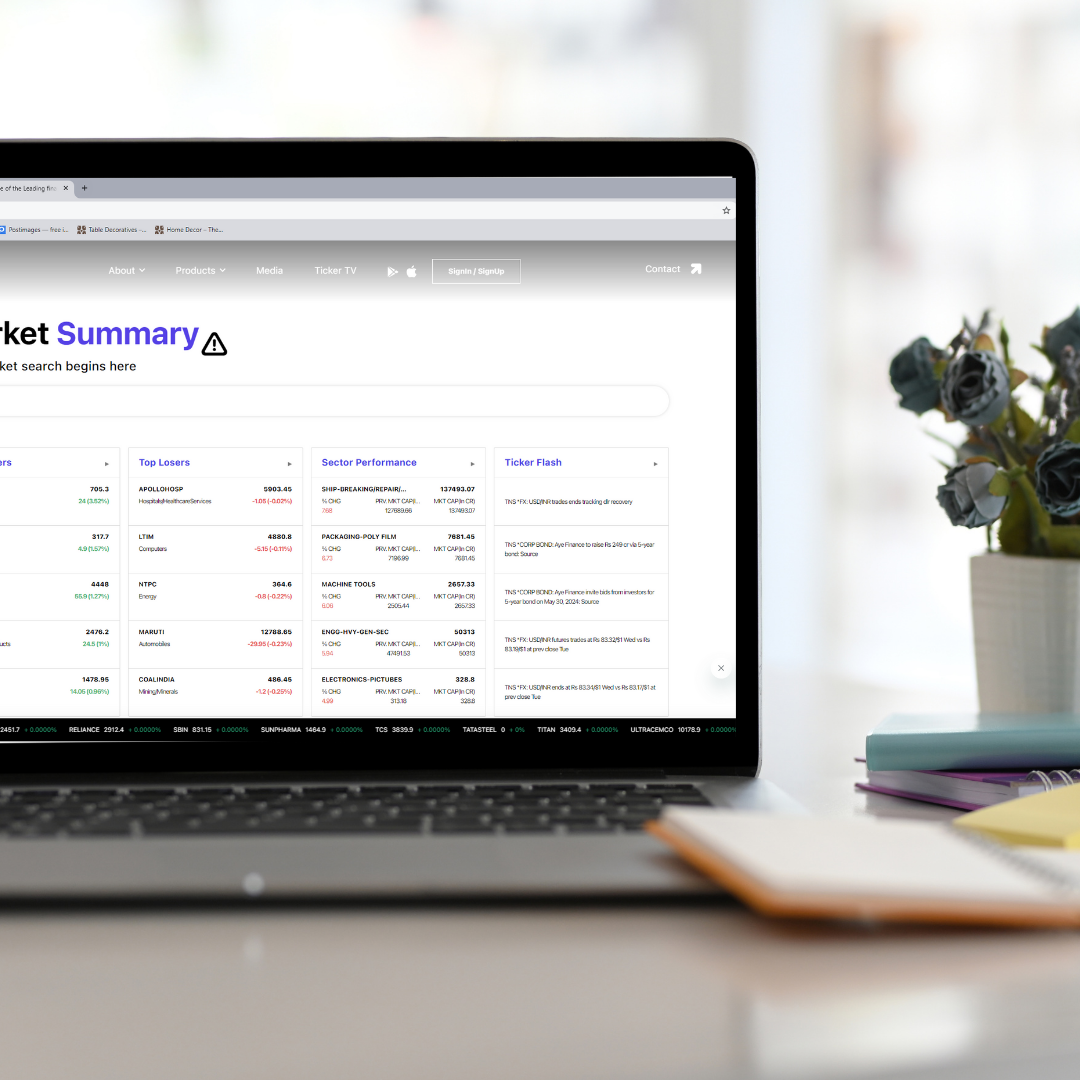 e of the Leading fin
Postimages — free i... Table Decoratives -... Home Decor – The...
About Products Media Ticker TV SignIn / SignUp Contact
rket Summary
ket search begins here
ers
705.3
24 (3.52%)
317.7
4.9 (1.57%)
4448
55.9 (1.27%)
2476.2
ucts 24.5 (1%)
1478.95
14.05 (0.96%)
Top Losers
APOLLOHOSP 5903.45
Hospitals/HealthcareServices -1.05 (-0.02%)
LTIM 4880.8
Computers -5.15 (-0.11%)
NTPC 364.6
Energy -0.8 (-0.22%)
MARUTI 12788.65
Automobiles -29.95 (-0.23%)
COALINDIA 486.45
Mining/Minerals -1.2 (-0.25%)
Sector Performance
SHIP-BREAKING/REPAIR/... 137493.07
% CHG PRV. MKT CAP(I... MKT CAP(In CR)
7.68 127689.66 137493.07
PACKAGING-POLY FILM 7681.45
% CHG PRV. MKT CAP(I... MKT CAP(In CR)
6.73 7196.99 7681.45
MACHINE TOOLS 2657.33
% CHG PRV. MKT CAP(I... MKT CAP(In CR)
6.06 2505.44 2657.33
ENGG-HVY-GEN-SEC 50313
% CHG PRV. MKT CAP(I... MKT CAP(In CR)
5.94 47491.53 50313
ELECTRONICS-PICTUBES 328.8
% CHG PRV. MKT CAP(I... MKT CAP(In CR)
4.99 313.18 328.8
Ticker Flash
TNS *FX: USD/INR trades ends tracking dlr recovery
TNS *CORP BOND: Aye Finance to raise Rs 249 cr via 5-year
bond: Source
TNS *CORP BOND: Aye Finance invite bids from investors for
5-year bond on May 30, 2024: Source
TNS *FX: USD/INR futures trades at Rs 83.32/$1 Wed vs Rs
83.19/$1 at prev close Tue
TNS *FX: USD/INR ends at Rs 83.34/$1 Wed vs Rs 83.17/$1 at
prev close Tue
2451.7 + 0.0000% RELIANCE 2912.4 + 0.0000% SBIN 831.15 + 0.0000% SUNPHARMA 1464.9 + 0.0000% TCS 3839.9 + 0.0000% TATASTEEL 0 + 0% TITAN 3409.4 + 0.0000% ULTRACEMCO 10178.9 + 0.0000%